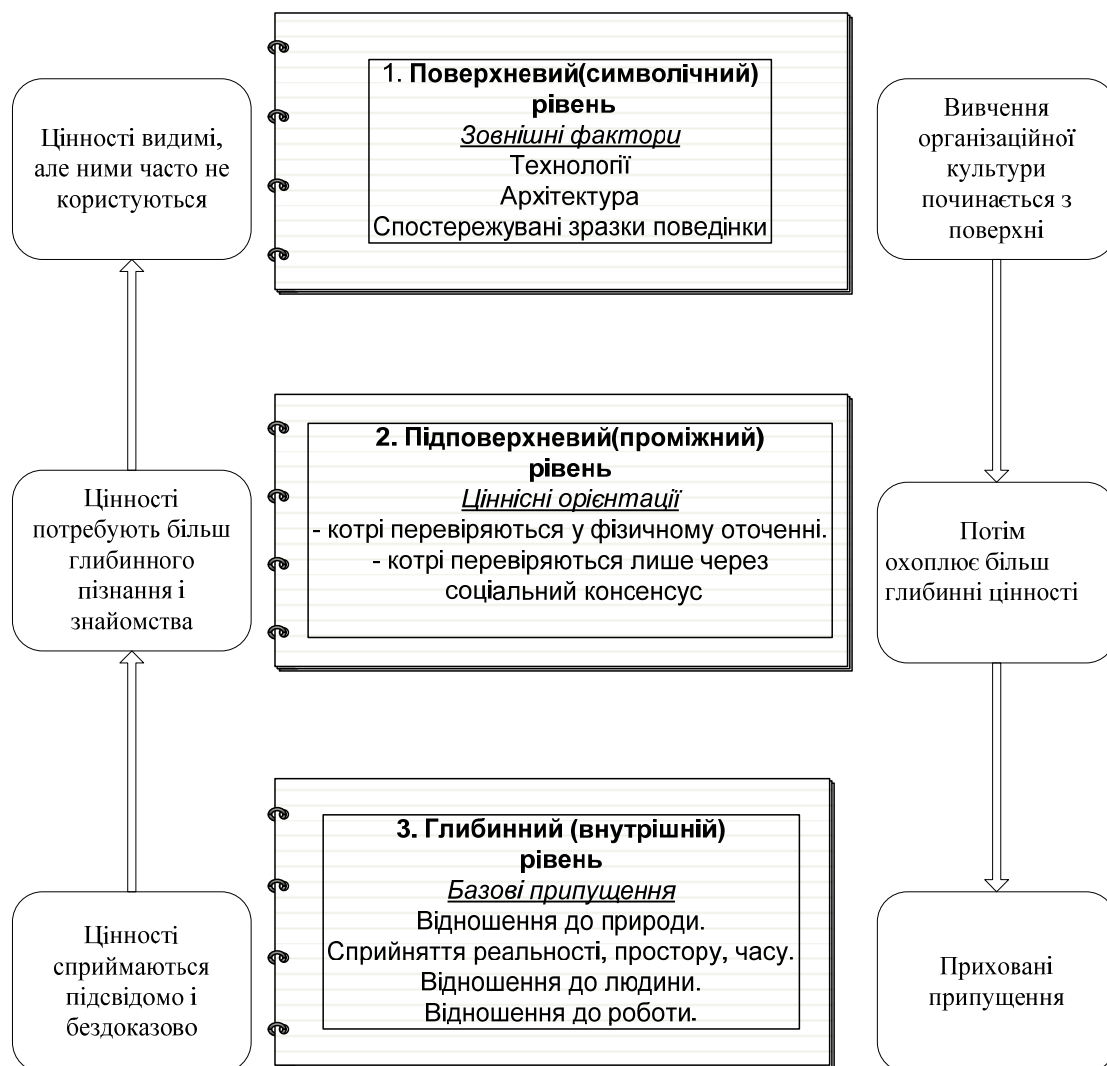 Цінності видимі,
але ними часто не
користуються
1. Поверхневий(символічний)
рівень
Зовнішні фактори
Технології
Архітектура
Спостережувані зразки поведінки
Вивчення
організаційної
культури
починається з
поверхні
Цінності
потребують більш
глибинного
пізнання і
знайомства
2. Підповерхневий(проміжний)
рівень
Ціннісні орієнтації
- котрі перевіряються у фізичному оточенні.
- котрі перевіряються лише через
соціальний консенсус
Потім
охоплює більш
глибинні цінності
Цінності
сприймаються
підсвідомо і
бездоказово
3. Глибинний (внутрішній)
рівень
Базові припущення
Відношення до природи.
Сприйняття реальності, простору, часу.
Відношення до людини.
Відношення до роботи.
Приховані
припущення